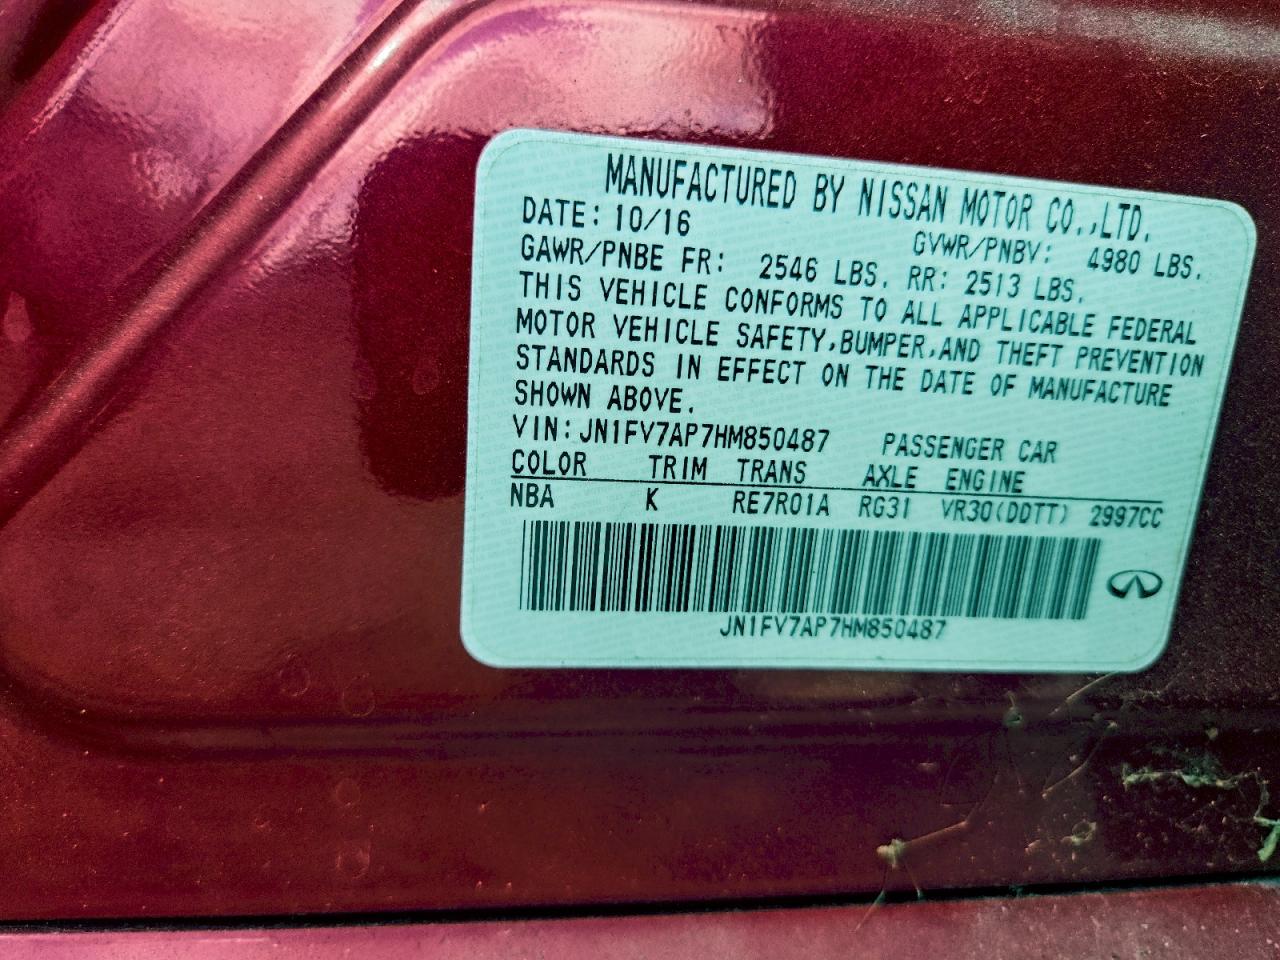 MANUFACTURED BY NISSAN MOTOR CO.,LTD.
DATE: 10/16 GVWR/PNBV: 4980 LBS.
GAWR/PNBE FR: 2546 LBS. RR: 2513 LBS.
THIS VEHICLE CONFORMS TO ALL APPLICABLE FEDERAL
MOTOR VEHICLE SAFETY,BUMPER,AND THEFT PREVENTION
STANDARDS IN EFFECT ON THE DATE OF MANUFACTURE
SHOWN ABOVE.
VIN: JN1FV7AP7HM850487 PASSENGER CAR
COLOR TRIM TRANS AXLE ENGINE
NBA K RE7R01A RG31 VR30(DDTT) 2997CC
JN1FV7AP7HM850487